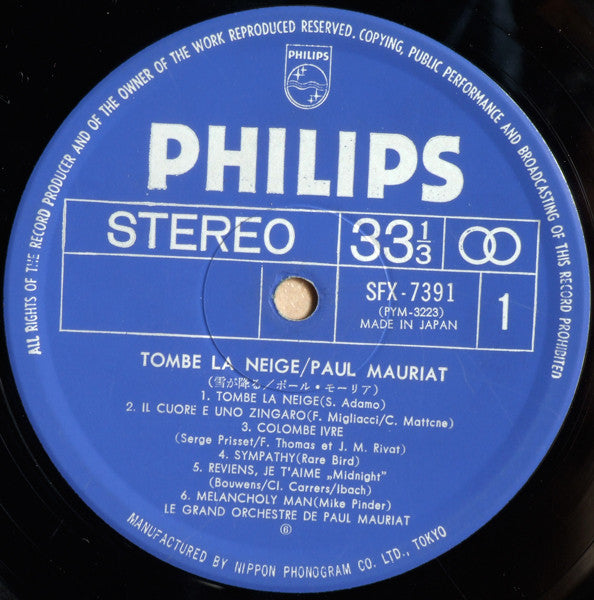 ALL RIGHTS OF THE RECORD PRODUCER AND OF THE OWNER OF THE WORK REPRODUCED RESERVED. COPYING, PUBLIC PERFORMANCE AND BROADCASTING OF THIS RECORD PROHIBITED
PHILIPS
PHILIPS
STEREO 33 1/3
SFX-7391
(PYM-3223)
MADE IN JAPAN
1
TOMBE LA NEIGE/PAUL MAURIAT
(雪が降る/ポール・モーリア)
1. TOMBE LA NEIGE(S. Adamo)
2. IL CUORE E UNO ZINGARO(F. Migliacci/C. Mattcne)
3. COLOMBE IVRE
(Serge Prisset/F. Thomas et J. M. Rivat)
4. SYMPATHY(Rare Bird)
5. REVIENS, JE T'AIME „Midnight"
(Bouwens/Cl. Carrers/Ibach)
6. MELANCHOLY MAN(Mike Pinder)
LE GRAND ORCHESTRE DE PAUL MAURIAT
⑥
MANUFACTURED BY NIPPON PHONOGRAM CO. LTD., TOKYO